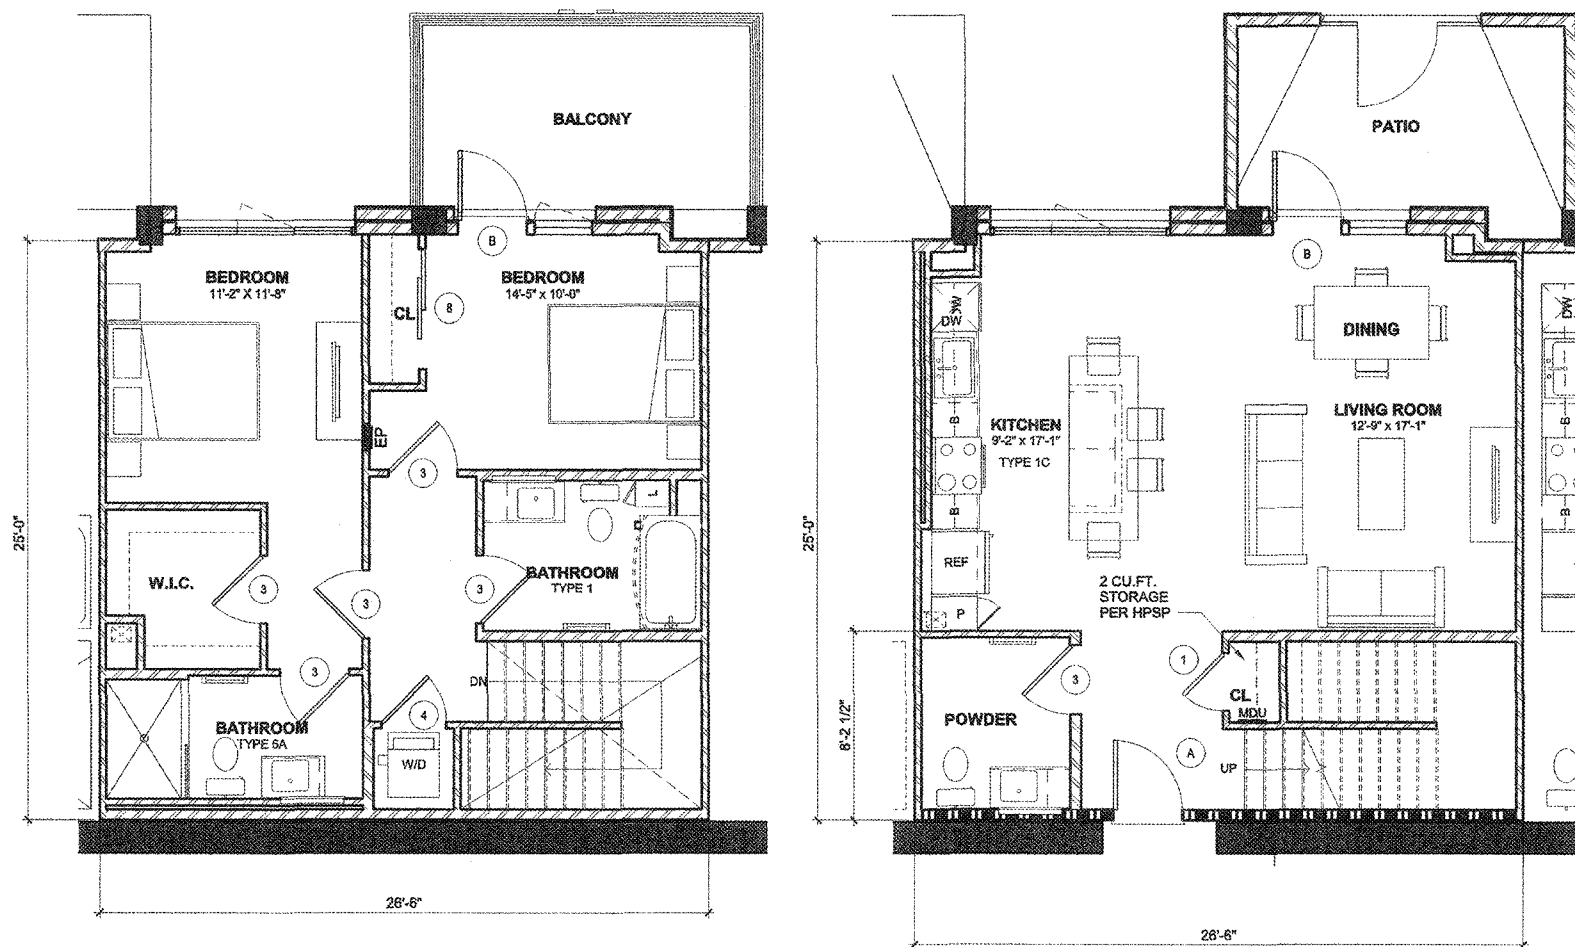 BALCONY
B
BEDROOM
11'-2" X 11'-8"
BEDROOM
14'-5" x 10'-0"
CL
8
EP
3
25'-0"
L
W.I.C.
3
3
3
BATHROOM
TYPE 1
3
DN
BATHROOM
TYPE 5A
4
W/D
26'-6"
PATIO
B
DW
DINING
B
KITCHEN
9'-2" x 17'-1"
TYPE 1C
LIVING ROOM
12'-9" x 17'-1"
B
25'-0"
REF
P
2 CU.FT.
STORAGE
PER HPSP
1
3
CL
MDU
POWDER
8'-2 1/2"
A
UP
26'-6"
DW
B
B